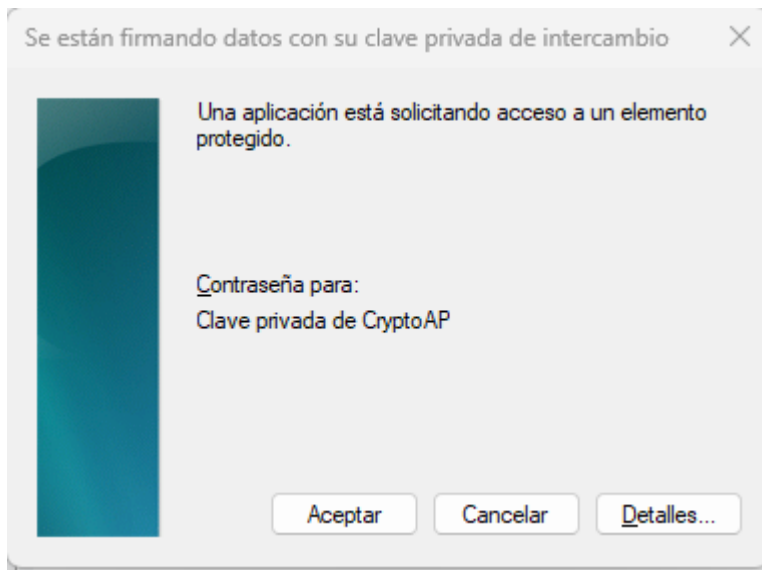 Se están firmando datos con su clave privada de intercambio
Una aplicación está solicitando acceso a un elemento
protegido.
Contraseña para:
Clave privada de CryptoAP
Aceptar
Cancelar
Detalles...